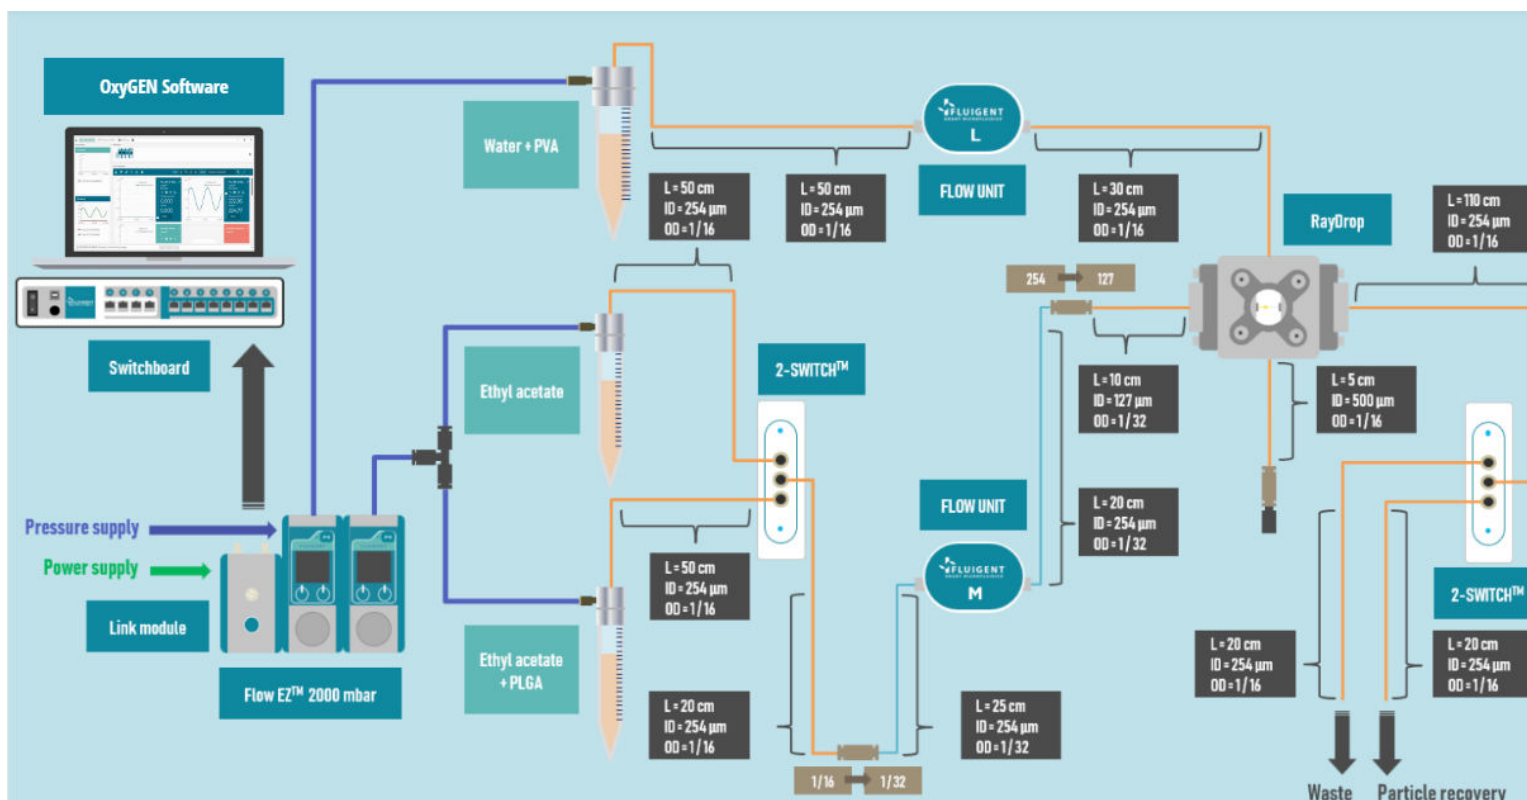 OxyGEN Software
Switchboard
Pressure supply
Power supply
Link module
Flow EZ™ 2000 mbar
Water + PVA
Ethyl acetate
Ethyl acetate
+ PLGA
L = 50 cm
ID = 254 µm
OD = 1/16
L = 50 cm
ID = 254 µm
OD = 1/16
FLUIGENT
SMART MICROFLUIDICS
L
FLOW UNIT
L = 30 cm
ID = 254 µm
OD = 1/16
RayDrop
L = 110 cm
ID = 254 µm
OD = 1/16
254
127
2-SWITCH™
L = 10 cm
ID = 127 µm
OD = 1/32
L = 5 cm
ID = 500 µm
OD = 1/16
FLOW UNIT
L = 20 cm
ID = 254 µm
OD = 1/32
FLUIGENT
SMART MICROFLUIDICS
M
L = 50 cm
ID = 254 µm
OD = 1/16
L = 20 cm
ID = 254 µm
OD = 1/16
L = 25 cm
ID = 254 µm
OD = 1/32
1/16
1/32
2-SWITCH™
L = 20 cm
ID = 254 µm
OD = 1/16
L = 20 cm
ID = 254 µm
OD = 1/16
Waste
Particle recovery